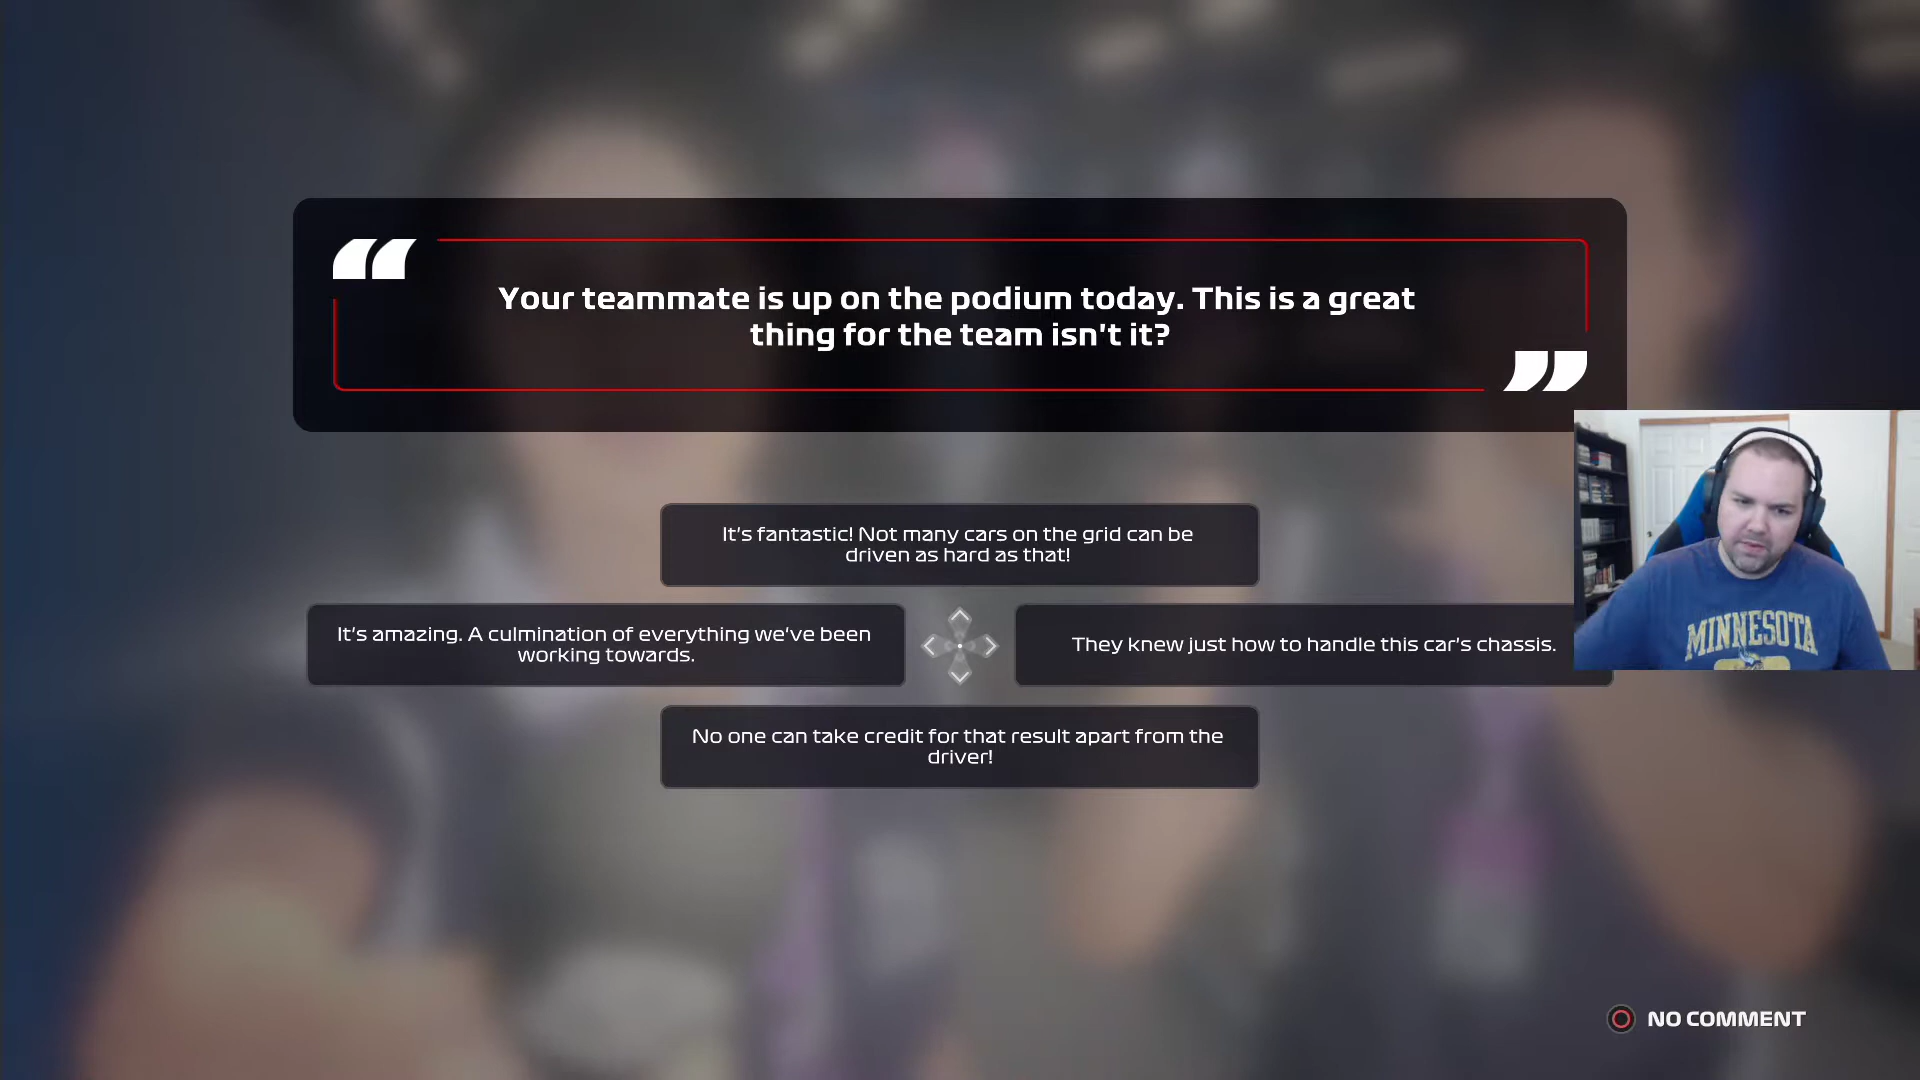 Your teammate is up on the podium today. This is a great
thing for the team isn't it?
It's fantastic! Not many cars on the grid can be
driven as hard as that!
It's amazing. A culmination of everything we've been
working towards.
They knew just how to handle this car's chassis.
No one can take credit for that result apart from the
driver!
MINNESOTA
NO COMMENT